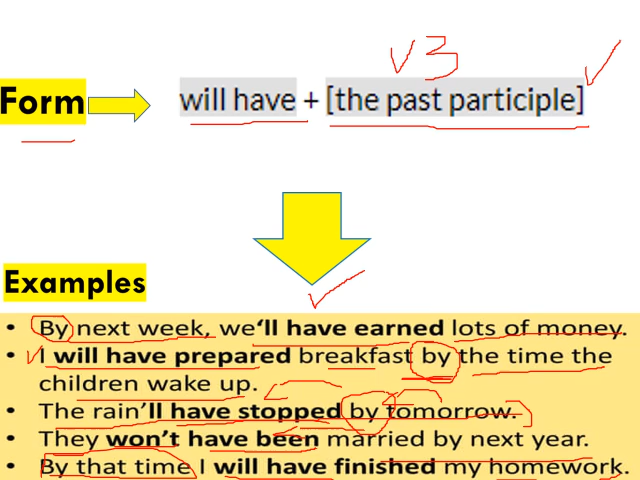 v3
Form will have + [the past participle]
Examples
• By next week, we'll have earned lots of money.
• I will have prepared breakfast by the time the
children wake up.
• The rain'll have stopped by tomorrow.
• They won't have been married by next year.
• By that time I will have finished my homework.